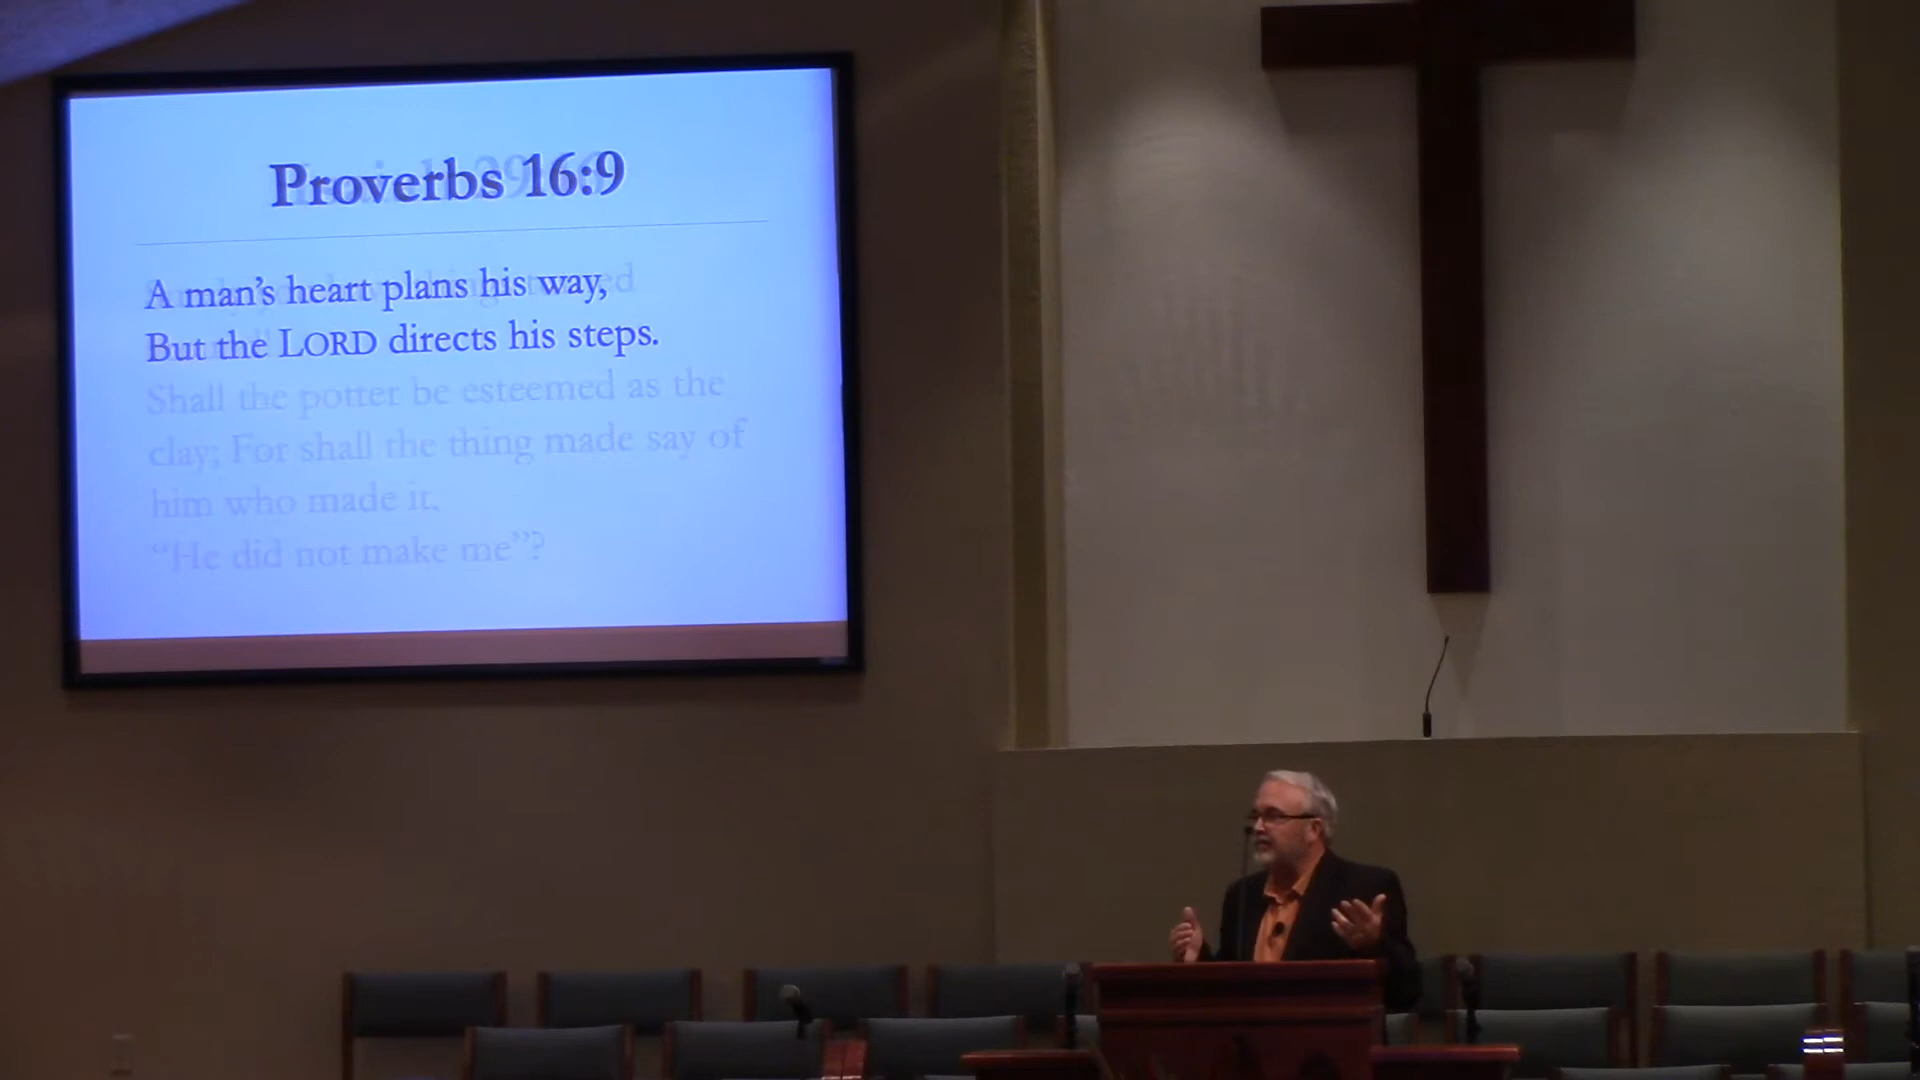 Proverbs 16:9
A man's heart plans his way,
But the LORD directs his steps.
Shall the potter be esteemed as the
clay; For shall the thing made say of
him who made it,
“He did not make me”?